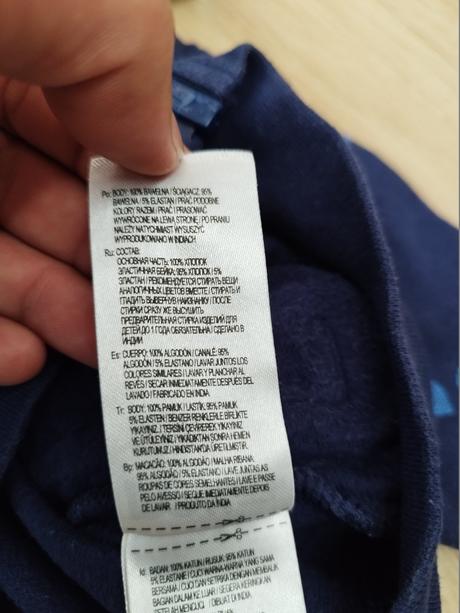 Po: BODY: 100% BAWEŁNA / ŚCIĄGACZ: 95%
BAWEŁNA / 5% ELASTAN / PRAĆ PODOBNE
KOLORY RAZEM / PRAĆ I PRASOWAĆ
WYWRÓCONE NA LEWĄ STRONĘ / PO PRANIU
NALEŻY NATYCHMIAST WYSUSZYĆ
WYPRODUKOWANO W INDIACH
Ru: СОСТАВ:
ОСНОВНАЯ ЧАСТЬ: 100% ХЛОПОК
ЭЛАСТИЧНАЯ БЕЙКА: 95% ХЛОПОК / 5%
ЭЛАСТАН / РЕКОМЕНДУЕТСЯ СТИРАТЬ ВЕЩИ
АНАЛОГИЧНЫХ ЦВЕТОВ ВМЕСТЕ / СТИРАТЬ И
ГЛАДИТЬ ВЫВЕРНУВ НАИЗНАНКУ / ПОСЛЕ
СТИРКИ СРАЗУ ЖЕ ВЫСУШИТЬ
ПРЕДВАРИТЕЛЬНАЯ СТИРКА ИЗДЕЛИЙ ДЛЯ
ДЕТЕЙ ДО 1 ГОДА ОБЯЗАТЕЛЬНА / СДЕЛАНО В
ИНДИИ
Es: CUERPO: 100% ALGODÓN / CANALÉ: 95%
ALGODÓN / 5% ELASTANO / LAVAR JUNTOS LOS
COLORES SIMILARES / LAVAR Y PLANCHAR AL
REVÉS / SECAR INMEDIATAMENTE DESPUÉS DEL
LAVADO / FABRICADO EN INDIA
Tr: BODY: 100% PAMUK / LASTİK: 95% PAMUK
5% ELESTEN / BENZER RENKLERLE BİRLİKTE
YIKAYINIZ / TERSİNİ ÇEVİREREK YIKAYINIZ
VE ÜTÜLEYİNİZ / YIKADIKTAN SONRA HEMEN
KURUTUNUZ / HİNDİSTAN'DA ÜRETİLMİŞTİR.
Bp: MACACÃO: 100% ALGODÃO / MALHA RIBANA:
95% ALGODÃO / 5% ELASTANO / LAVE JUNTAS AS
ROUPAS DE CORES SEMELHANTES / LAVE E PASSE
PELO AVESSO / SEQUE IMEDIATAMENTE DEPOIS
DE LAVAR / PRODUTO DA ÍNDIA
Id: BADAN: 100% KATUN / RUSUK: 95% KATUN
5% ELASTANE / CUCI WARNA-WARNA YANG SAMA
BERSAMA / CUCI DAN SETRIKA DENGAN MEMBALIK
BAGIAN DALAM KE LUAR / SEGERA KERINGKAN
SETELAH MENCUCI / DIBUAT DI INDIA